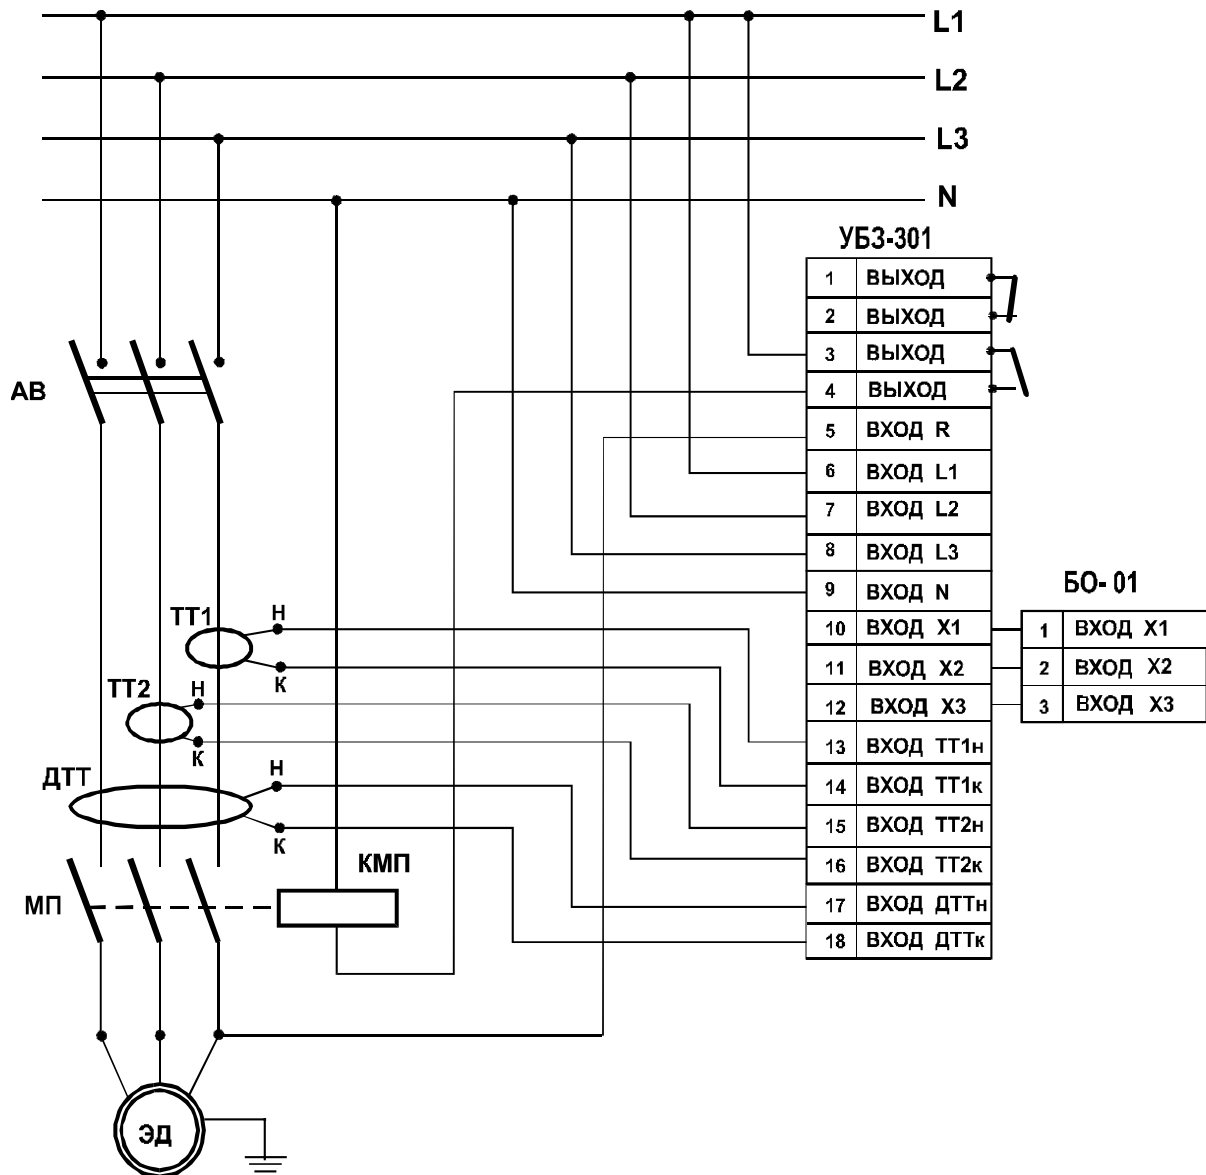 L1
L2
L3
N
УБЗ-301
1 ВЫХОД
2 ВЫХОД
3 ВЫХОД
4 ВЫХОД
5 ВХОД R
6 ВХОД L1
7 ВХОД L2
8 ВХОД L3
9 ВХОД N
10 ВХОД X1
11 ВХОД X2
12 ВХОД X3
13 ВХОД ТТ1н
14 ВХОД ТТ1к
15 ВХОД ТТ2н
16 ВХОД ТТ2к
17 ВХОД ДТТн
18 ВХОД ДТТк
БО- 01
1 ВХОД X1
2 ВХОД X2
3 ВХОД X3
АВ
ТТ1
Н
К
ТТ2
Н
К
ДТТ
Н
К
КМП
МП
ЭД